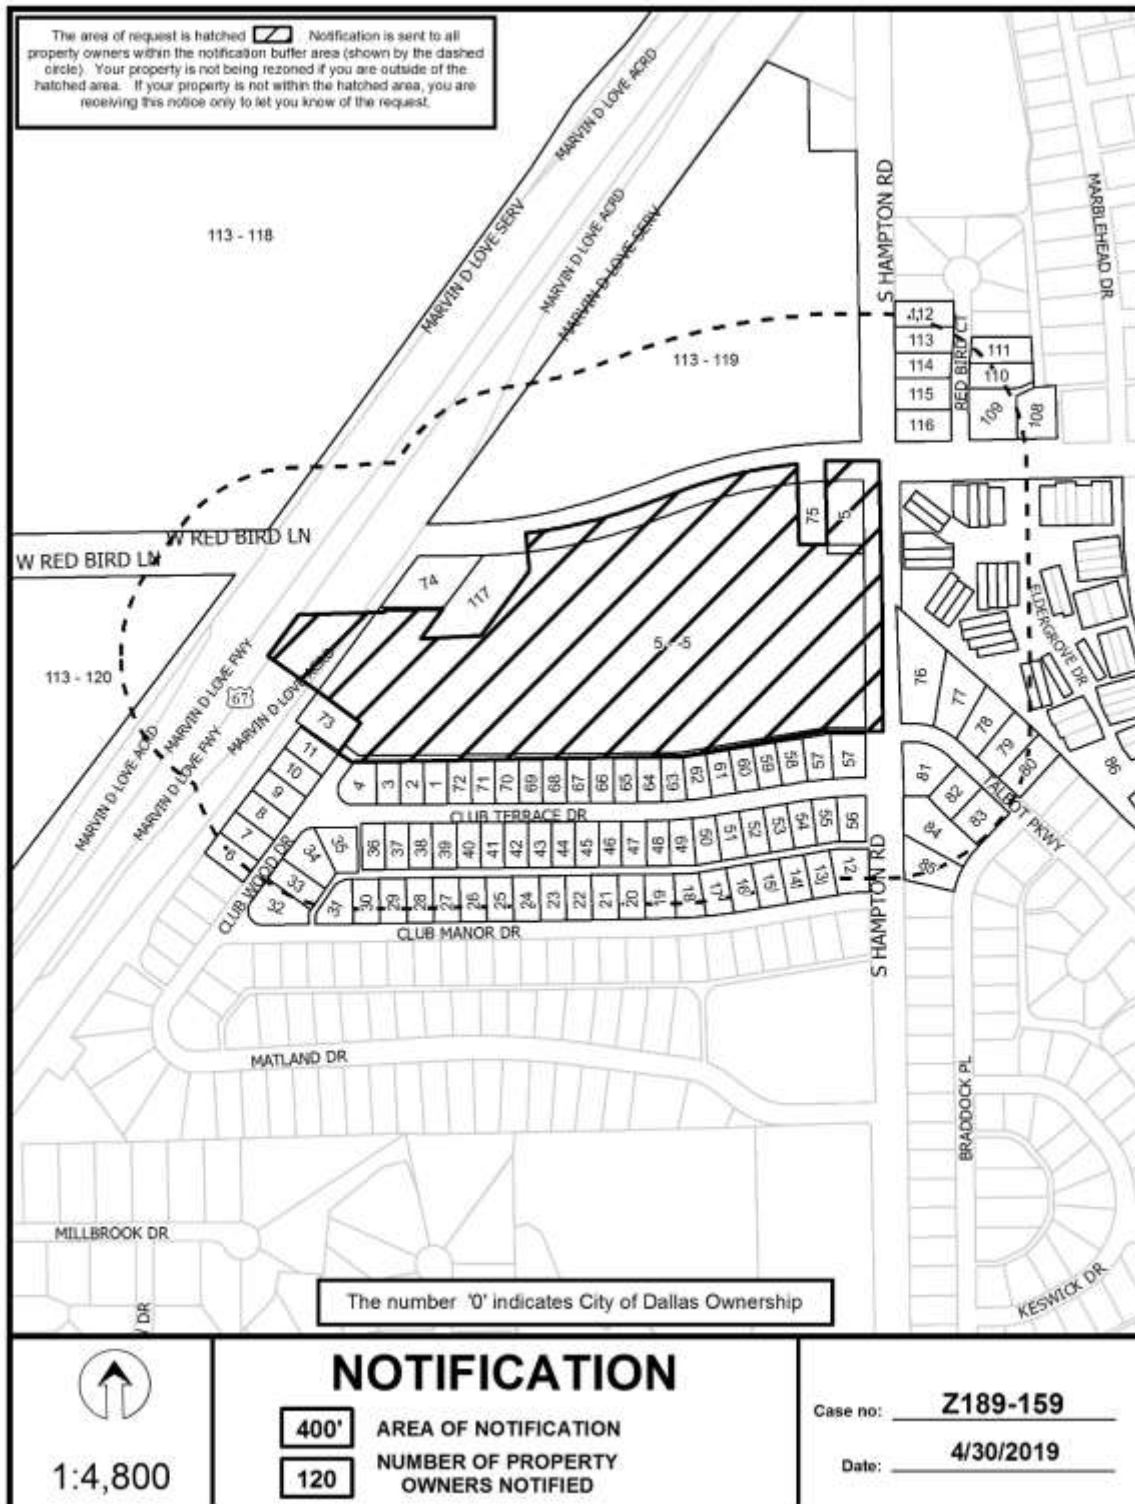 The area of request is hatched . Notification is sent to all
property owners within the notification buffer area (shown by the dashed
circle). Your property is not being rezoned if you are outside of the
hatched area. If your property is not within the hatched area, you are
receiving this notice only to let you know of the request.
MARVIN D LOVE ACRD
113 - 118
MARVIN D LOVE SERV
MARVIN D LOVE ACRD
MARVIN D LOVE SERV
S HAMPTON RD
MARBLEHEAD DR
112
113
114
115
116
RED BIRD CT
111
110
109
108
113 - 119
W RED BIRD LN
W RED BIRD LN
75
5
74
117
5 - 5
113 - 120
MARVIN D LOVE FWY
67
MARVIN D LOVE ACRD
MARVIN D LOVE ACRD
MARVIN D LOVE FWY
ELDERGROVE DR
76
77
78
79
80
86
73
11
10
9
8
7
6
4
3
2
1
72
71
70
69
68
67
66
65
64
63
62
61
60
59
58
57
57
81
82
83
84
85
TALBOT PKWY
CLUB TERRACE DR
CLUB WOOD DR
35
34
33
32
36
37
38
39
40
41
42
43
44
45
46
47
48
49
50
51
52
53
54
55
56
31
30
29
28
27
26
25
24
23
22
21
20
19
18
17
16
15
14
13
12
S HAMPTON RD
CLUB MANOR DR
MATLAND DR
BRADDOCK PL
MILLBROOK DR
KESWICK DR
DR
The number '0' indicates City of Dallas Ownership
1:4,800
NOTIFICATION
400' AREA OF NOTIFICATION
120 NUMBER OF PROPERTY
OWNERS NOTIFIED
Case no: Z189-159
Date: 4/30/2019